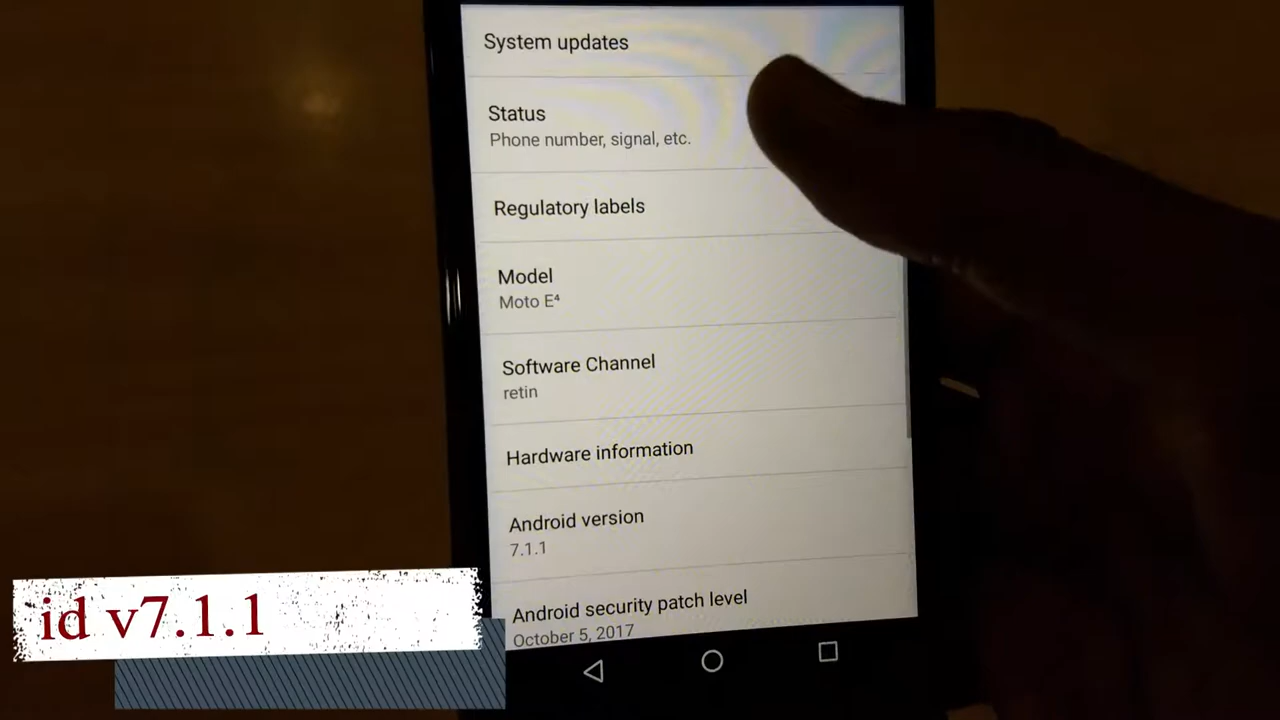 System updates
Status
Phone number, signal, etc.
Regulatory labels
Model
Moto E⁴
Software Channel
retin
Hardware information
Android version
7.1.1
Android security patch level
October 5, 2017
id v7.1.1